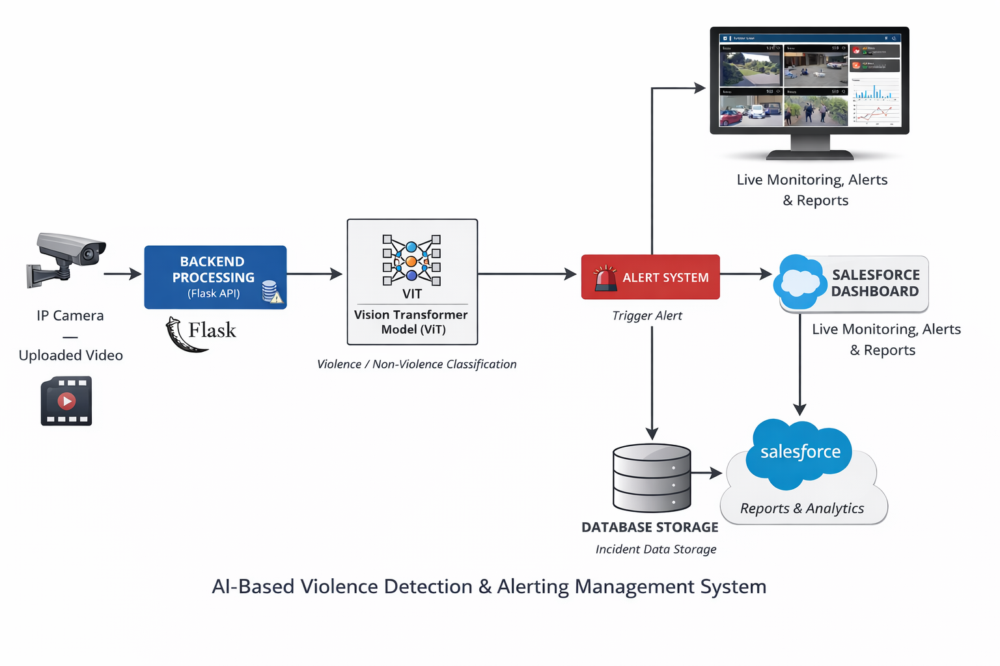 Live Monitoring, Alerts
& Reports
IP Camera
Uploaded Video
BACKEND
PROCESSING
(Flask API)
Flask
VIT
Vision Transformer
Model (ViT)
Violence / Non-Violence Classification
ALERT SYSTEM
Trigger Alert
SALESFORCE
DASHBOARD
Live Monitoring, Alerts
& Reports
DATABASE STORAGE
Incident Data Storage
salesforce
Reports & Analytics
AI-Based Violence Detection & Alerting Management System